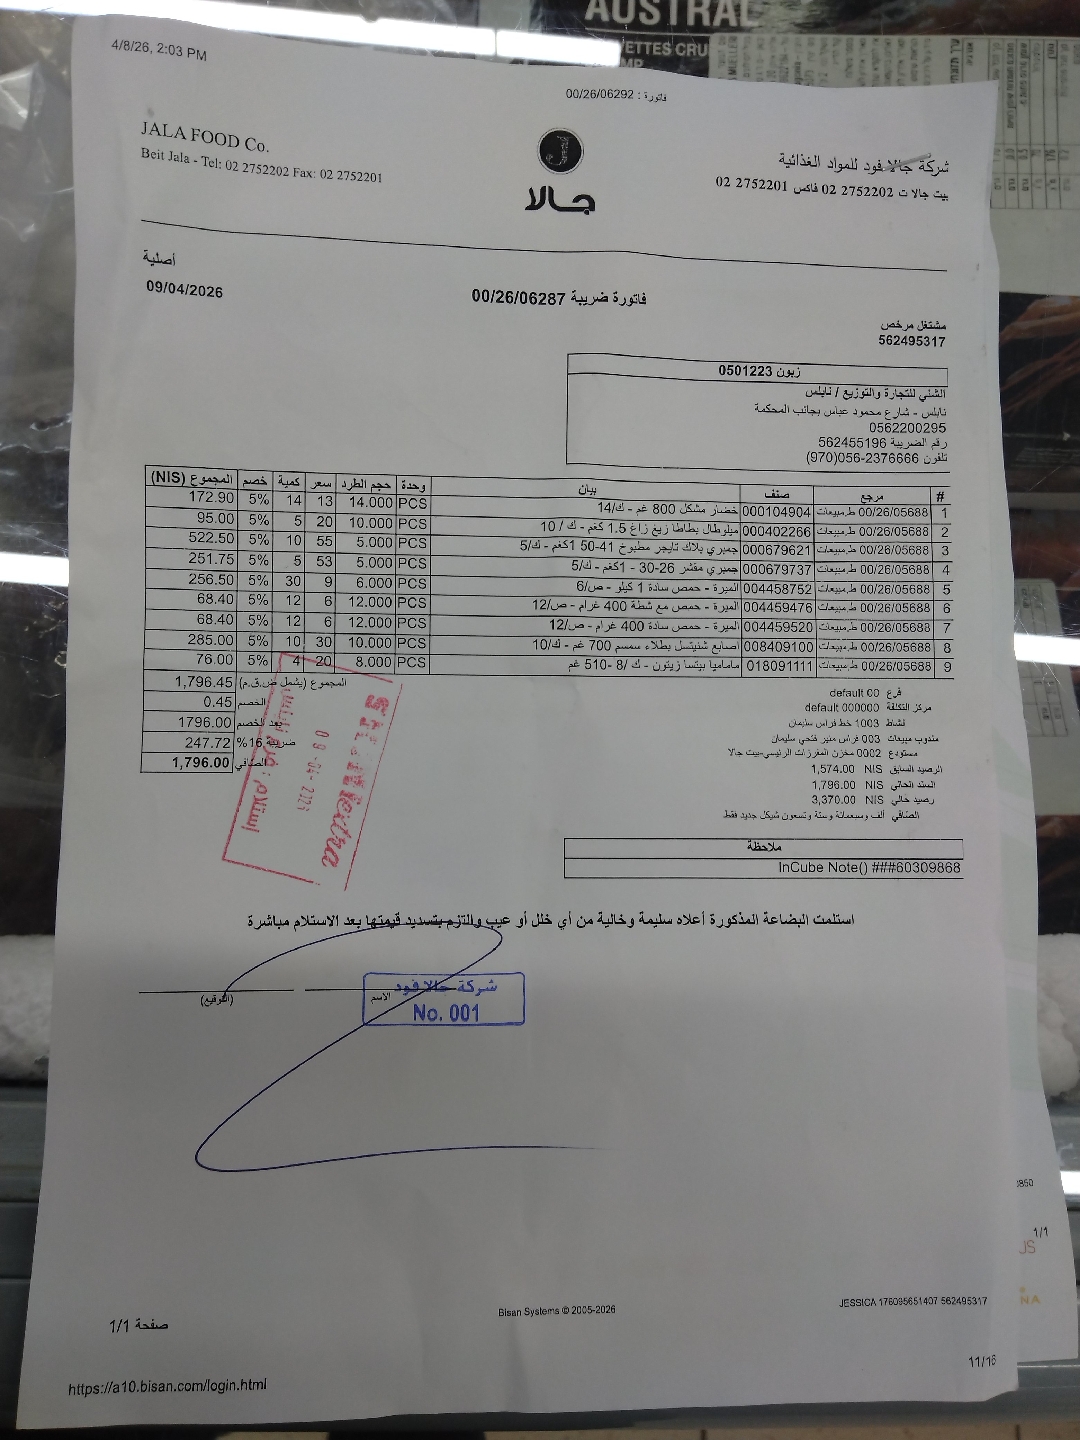 AUSTRAL
VETTES CRU
4/8/26, 2:03 PM
فاتورة : 00/26/06292
JALA FOOD Co.
Beit Jala - Tel: 02 2752202 Fax: 02 2752201
جالا
شركة جالا فود للمواد الغذائية
بيت جالا ت 2752202 02 فاكس 2752201 02
أصلية
09/04/2026
فاتورة ضريبة 00/26/06287
مشتغل مرخص
562495317
زبون 0501223
الشني للتجارة والتوزيع / نابلس
نابلس - شارع محمود عباس بجانب المحكمة
0562200295
رقم الضريبة 562455196
تلفون 056-2376666(970)
# مرجع صنف بيان وحدة حجم الطرد سعر كمية خصم المجموع (NIS)
1 00/26/05688 ط.مبيعات 000104904 خضار مشكل 800 غم - ك/14 PCS 14.000 13 14 5% 172.90
2 00/26/05688 ط.مبيعات 000402266 ميلوطال بطاطا زيغ زاغ 1.5 كغم - ك / 10 PCS 10.000 20 5 5% 95.00
3 00/26/05688 ط.مبيعات 000679621 جمبري بلاك تايجر مطبوخ 41-50 1كغم - ك/5 PCS 5.000 55 10 5% 522.50
4 00/26/05688 ط.مبيعات 000679737 جمبري مقشر 26-30 - 1كغم - ك/5 PCS 5.000 53 5 5% 251.75
5 00/26/05688 ط.مبيعات 004458752 الميرة - حمص سادة 1 كيلو - ص/6 PCS 6.000 9 30 5% 256.50
6 00/26/05688 ط.مبيعات 004459476 الميرة - حمص مع شطة 400 غرام - ص/12 PCS 12.000 6 12 5% 68.40
7 00/26/05688 ط.مبيعات 004459520 الميرة - حمص سادة 400 غرام - ص/12 PCS 12.000 6 12 5% 68.40
8 00/26/05688 ط.مبيعات 008409100 اصابع شنيتسل بطلاء سمسم 700 غم - ك/10 PCS 10.000 30 10 5% 285.00
9 00/26/05688 ط.مبيعات 018091111 ماماميا بيتسا زيتون - ك /8 -510 غم PCS 8.000 20 4 5% 76.00
المجموع (يشمل ض.ق.م) 1,796.45
الخصم 0.45
بعد الخصم 1796.00
ضريبة 16% 247.72
الصافي 1,796.00
extra
استلام
فرع 00 default
مركز التكلفة 000000 default
نشاط 1003 خط فراس سليمان
مندوب مبيعات 003 فراس منير فتحي سليمان
مستودع 0002 مخزن المفرزات الرئيسي-بيت جالا
الرصيد السابق NIS 1,574.00
السند الحالي NIS 1,796.00
رصيد حالي NIS 3,370.00
الصافي ألف وسبعمائة وستة وتسعون شيكل جديد فقط
ملاحظة
InCube Note() ###60309868
استلمت البضاعة المذكورة أعلاه سليمة وخالية من أي خلل أو عيب والتزم بتسديد قيمتها بعد الاستلام مباشرة
الاسم
(التوقيع)
شركة جالا فود
No. 001
Bisan Systems © 2005-2026
JESSICA 176095651407 562495317
صفحة 1/1
11/16
https://a10.bisan.com/login.html
1/1